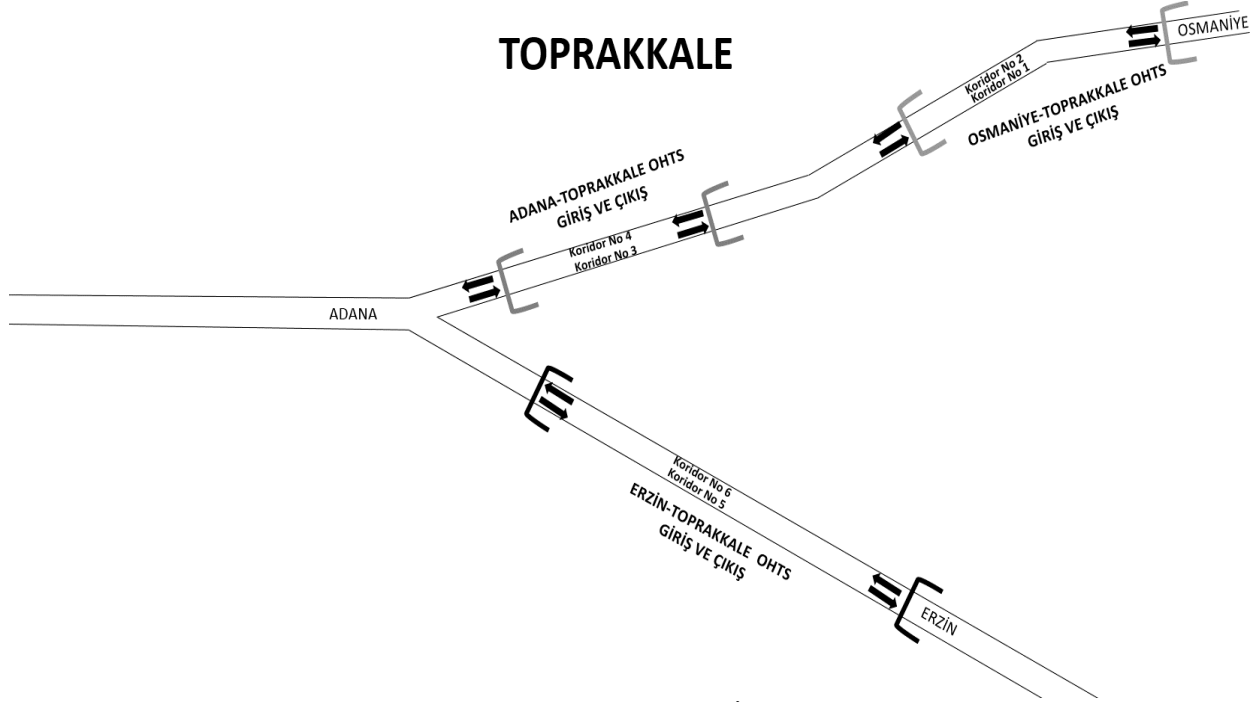 TOPRAKKALE
OSMANİYE
Koridor No 2
Koridor No 1
OSMANİYE-TOPRAKKALE OHTS
GİRİŞ VE ÇIKIŞ
ADANA-TOPRAKKALE OHTS
GİRİŞ VE ÇIKIŞ
Koridor No 4
Koridor No 3
ADANA
Koridor No 6
Koridor No 5
ERZİN-TOPRAKKALE OHTS
GİRİŞ VE ÇIKIŞ
ERZİN